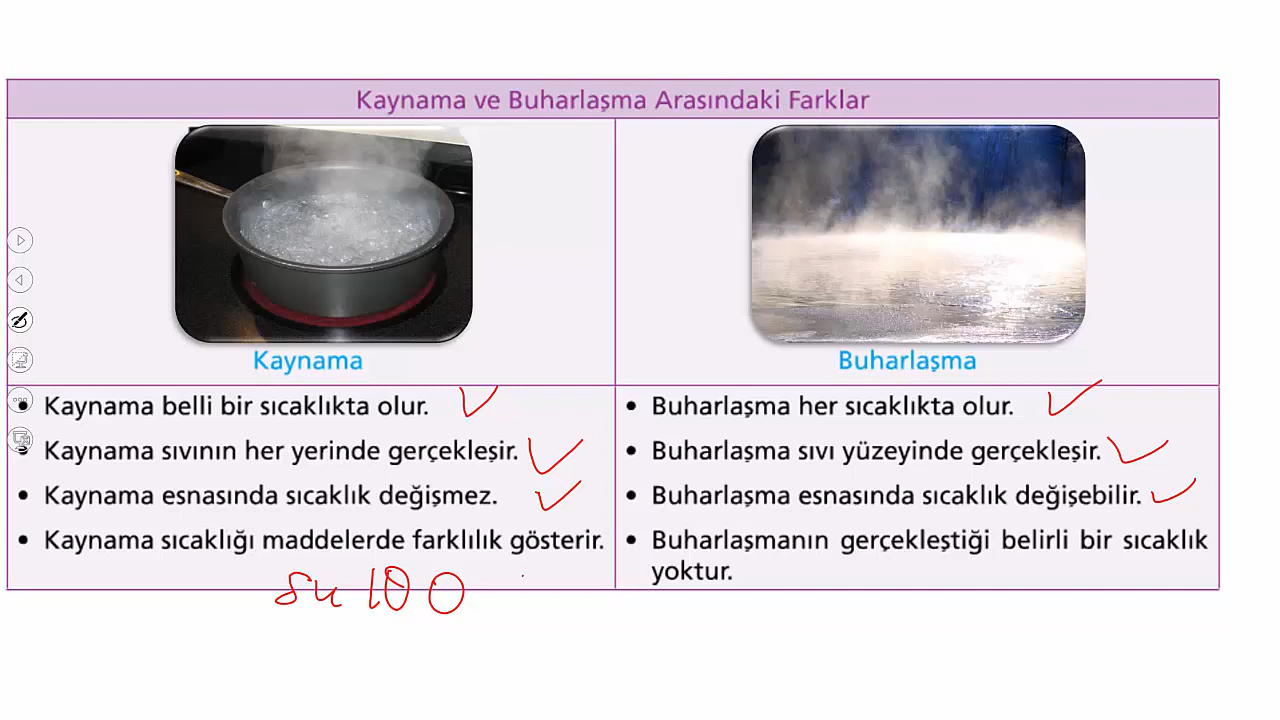 Kaynama ve Buharlaşma Arasındaki Farklar
Kaynama
• Kaynama belli bir sıcaklıkta olur.
• Kaynama sıvının her yerinde gerçekleşir.
• Kaynama esnasında sıcaklık değişmez.
• Kaynama sıcaklığı maddelerde farklılık gösterir.
su 100
Buharlaşma
• Buharlaşma her sıcaklıkta olur.
• Buharlaşma sıvı yüzeyinde gerçekleşir.
• Buharlaşma esnasında sıcaklık değişebilir.
• Buharlaşmanın gerçekleştiği belirli bir sıcaklık
yoktur.